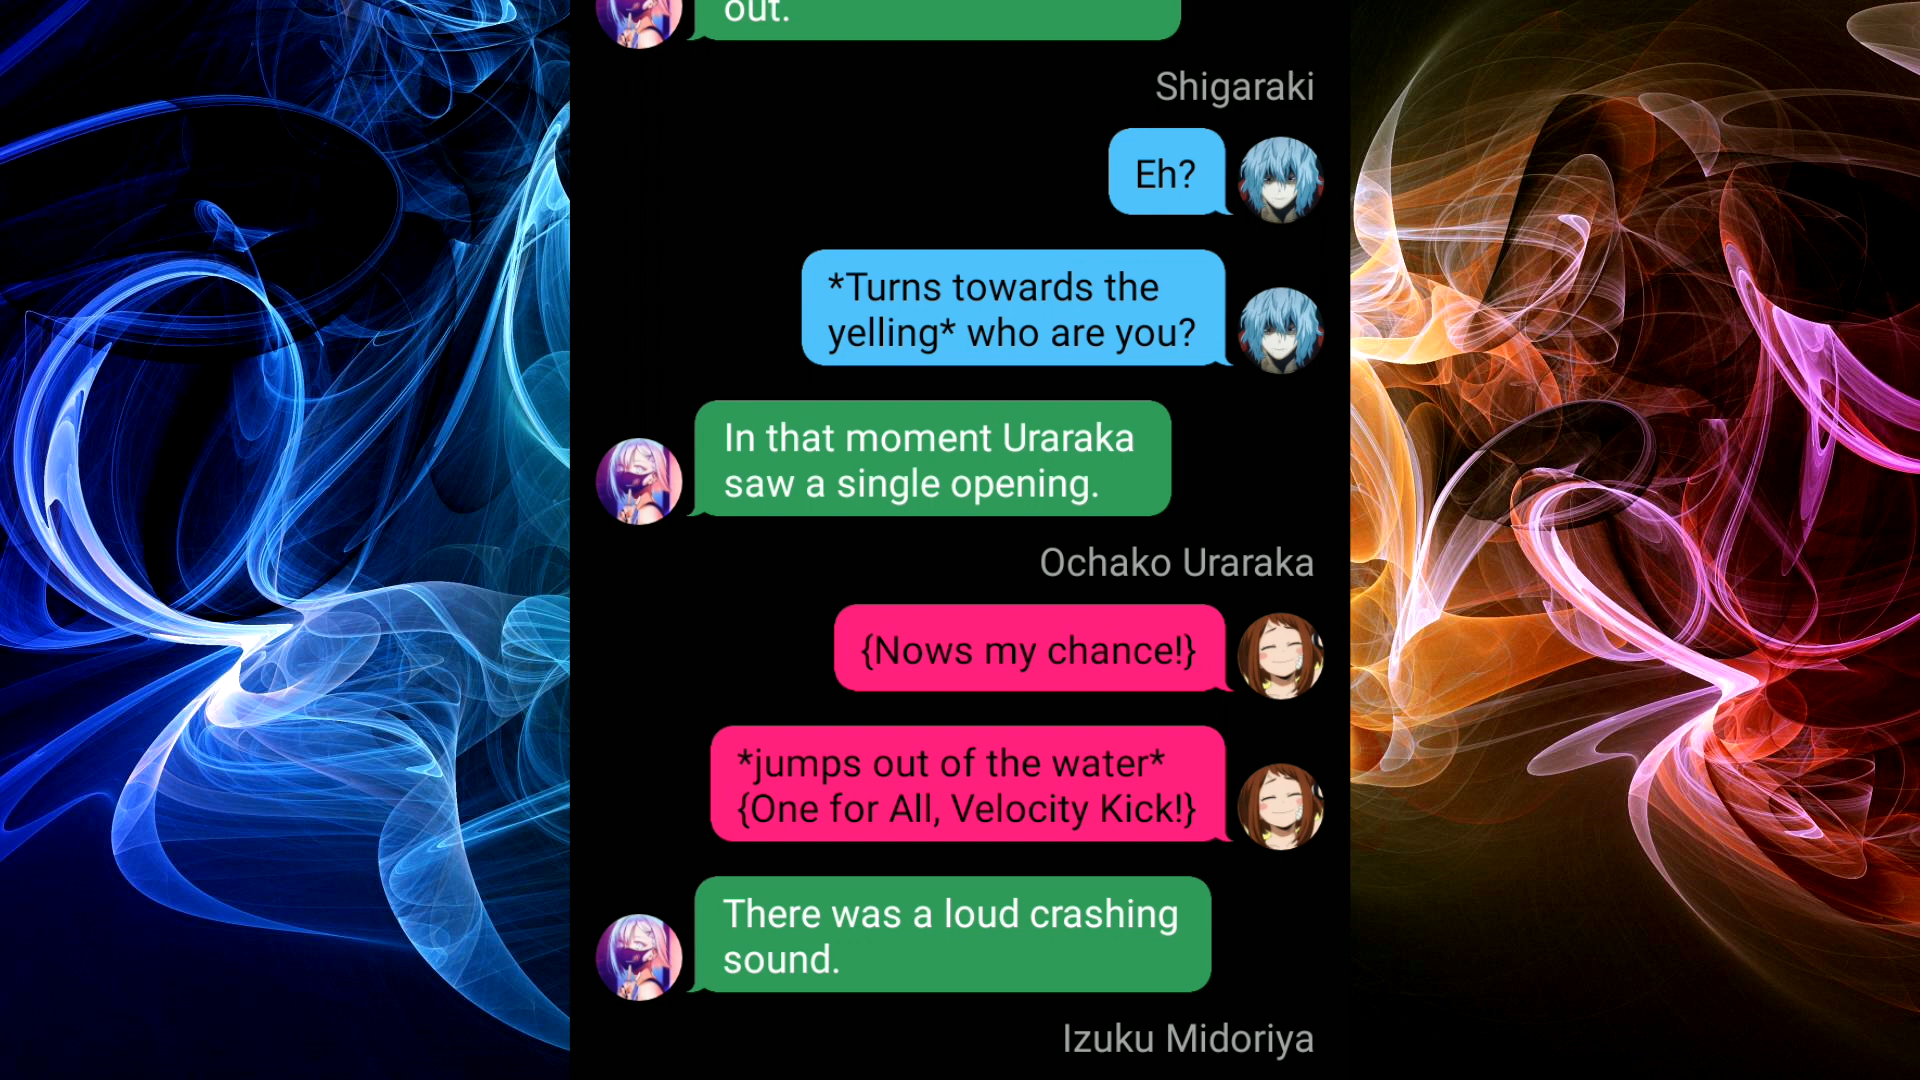 out.
Shigaraki
Eh?
*Turns towards the
yelling* who are you?
In that moment Uraraka
saw a single opening.
Ochako Uraraka
{Nows my chance!}
*jumps out of the water*
{One for All, Velocity Kick!}
There was a loud crashing
sound.
Izuku Midoriya